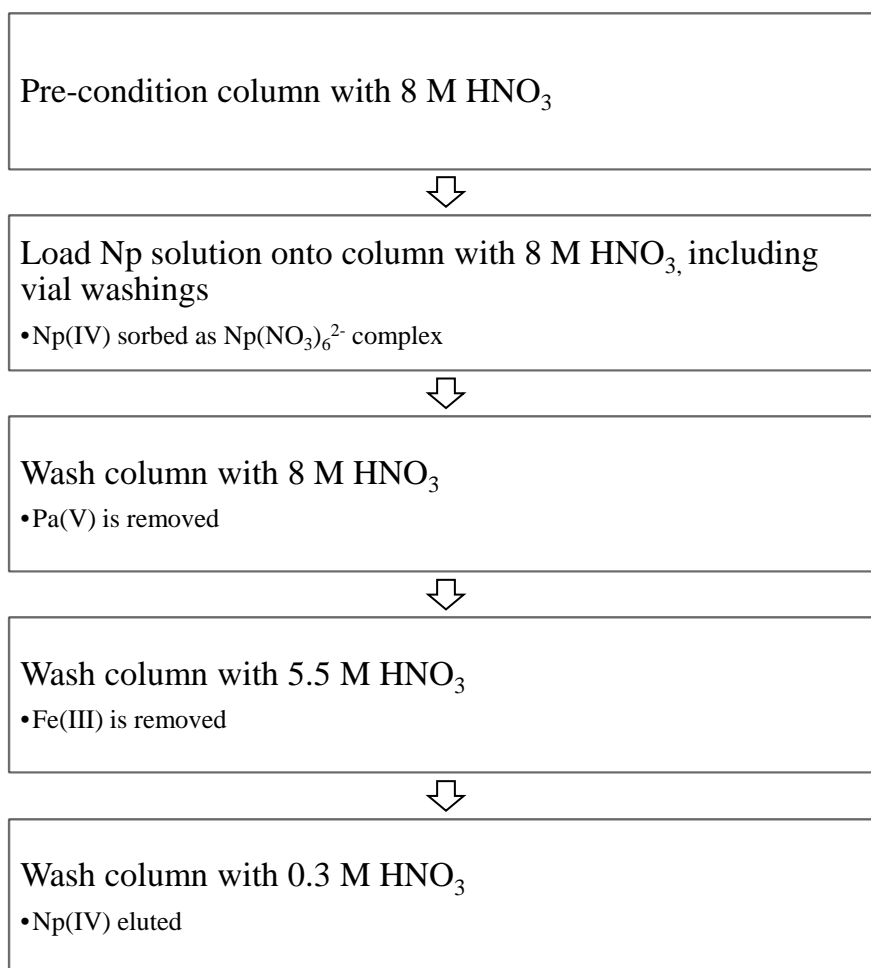 Pre-condition column with 8 M HNO₃
Load Np solution onto column with 8 M HNO₃, including
vial washings
•Np(IV) sorbed as Np(NO₃)₆²⁻ complex
Wash column with 8 M HNO₃
•Pa(V) is removed
Wash column with 5.5 M HNO₃
•Fe(III) is removed
Wash column with 0.3 M HNO₃
•Np(IV) eluted